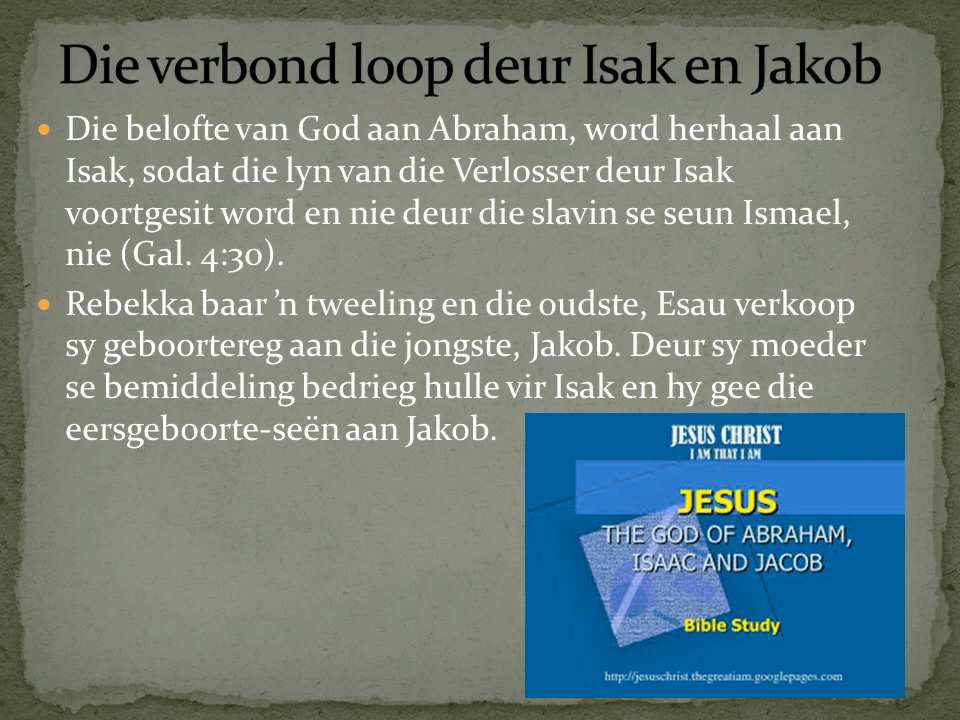 Die verbond loop deur Isak en Jakob
Die belofte van God aan Abraham, word herhaal aan
Isak, sodat die lyn van die Verlosser deur Isak
voortgesit word en nie deur die slavin se seun Ismael,
nie (Gal. 4:30).
Rebekka baar ’n tweeling en die oudste, Esau verkoop
sy geboortereg aan die jongste, Jakob. Deur sy moeder
se bemiddeling bedrieg hulle vir Isak en hy gee die
eersgeboorte-seën aan Jakob.
JESUS CHRIST
I AM THAT I AM
JESUS
THE GOD OF ABRAHAM,
ISAAC AND JACOB
Bible Study
http://jesuschrist.thegreatiam.googlepages.com